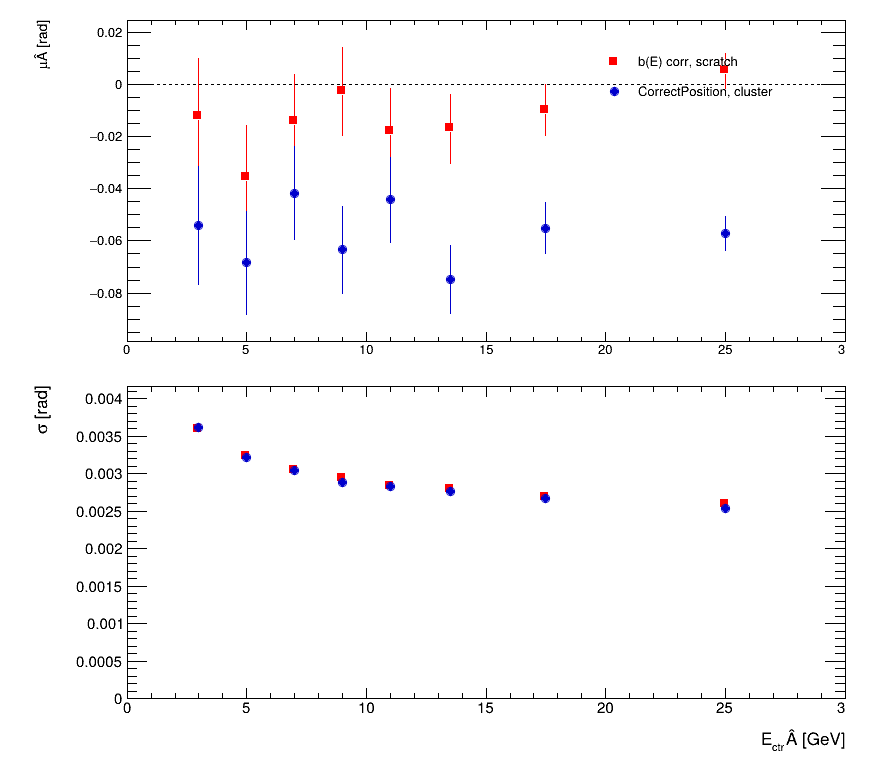 μÂ [rad]
0.02
0
−0.02
−0.04
−0.06
−0.08
b(E) corr, scratch
CorrectPosition, cluster
0 5 10 15 20 25 3
σ [rad]
0.004
0.0035
0.003
0.0025
0.002
0.0015
0.001
0.0005
0
0 5 10 15 20 25 3
E_ctr Â [GeV]